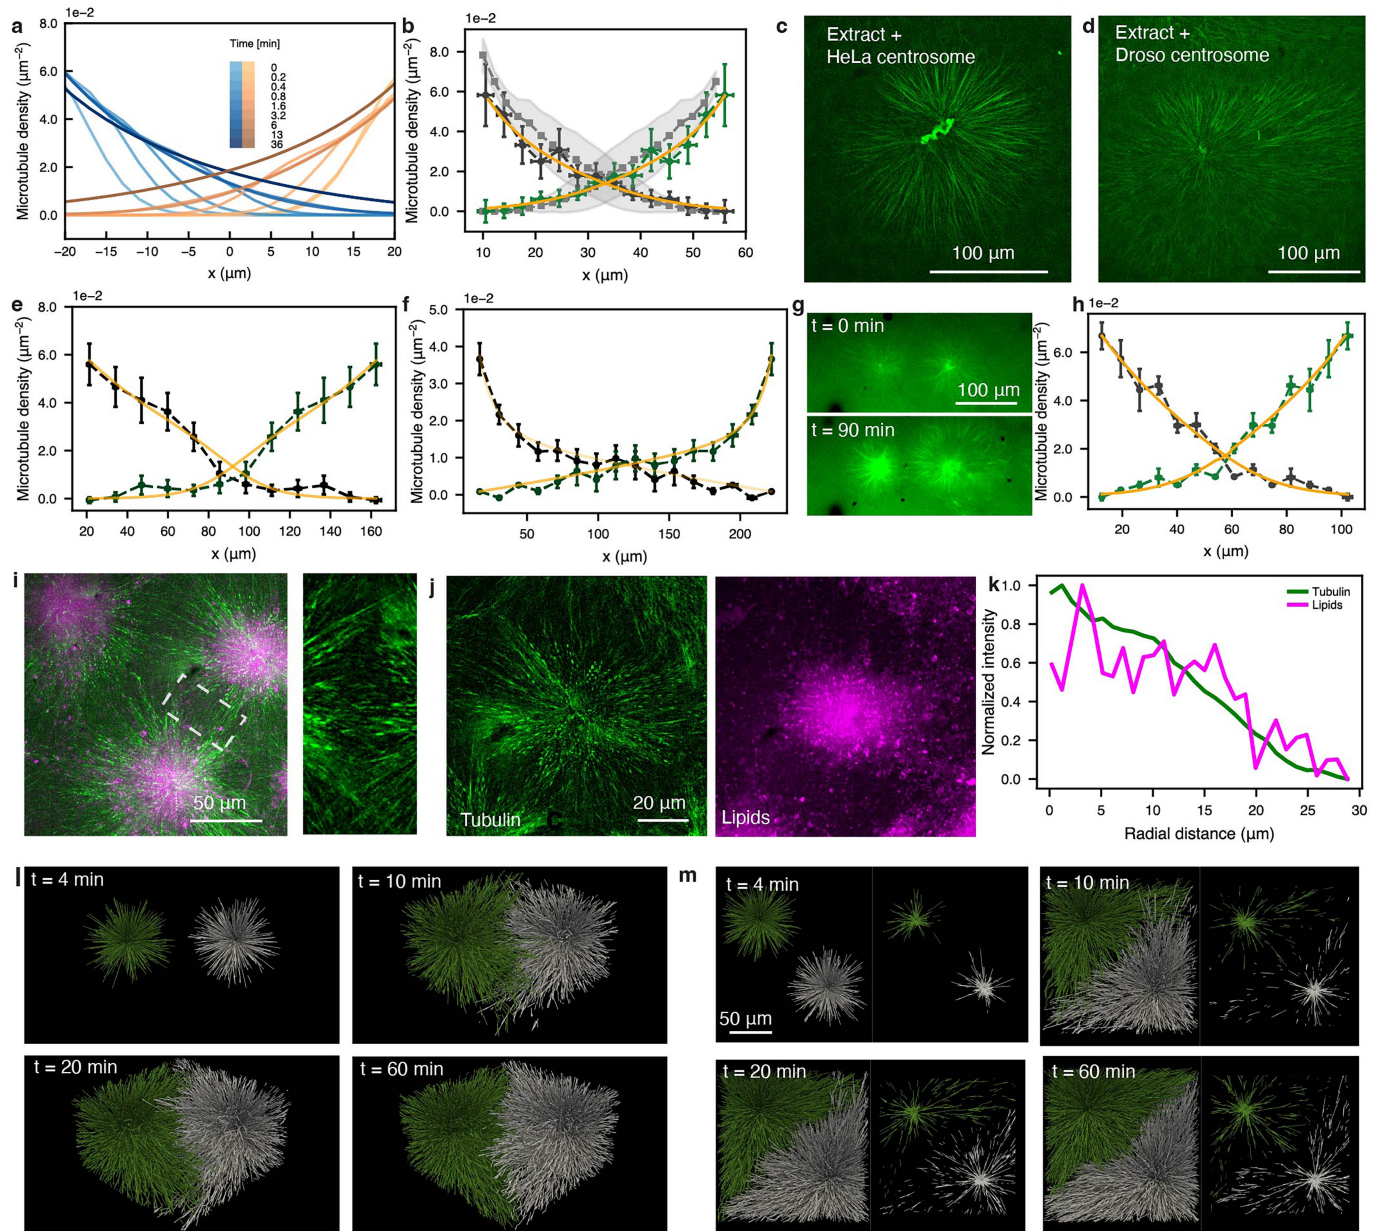 a
1e-2
8.0
6.0
4.0
2.0
0.0
Microtubule density (µm⁻²)
Time [min]
0
0.2
0.4
0.8
1.6
3.2
6
13
36
−20 −15 −10 −5 0 5 10 15 20
x (µm)
b
1e-2
8.0
6.0
4.0
2.0
0.0
Microtubule density (µm⁻²)
10 20 30 40 50 60
x (µm)
c
Extract +
HeLa centrosome
100 µm
d
Extract +
Droso centrosome
100 µm
e
1e-2
8.0
6.0
4.0
2.0
0.0
Microtubule density (µm⁻²)
20 40 60 80 100 120 140 160
x (µm)
f
1e-2
5.0
4.0
3.0
2.0
1.0
0.0
Microtubule density (µm⁻²)
50 100 150 200
x (µm)
g
t = 0 min
100 µm
t = 90 min
h
1e-2
6.0
4.0
2.0
0.0
Microtubule density (µm⁻²)
20 40 60 80 100
x (µm)
i
50 µm
j
Tubulin
C
20 µm
Lipids
k
1.0
0.8
0.6
0.4
0.2
0.0
Normalized intensity
Tubulin
Lipids
0 5 10 15 20 25 30
Radial distance (µm)
l
t = 4 min
t = 10 min
t = 20 min
t = 60 min
m
t = 4 min
50 µm
t = 10 min
t = 20 min
t = 60 min